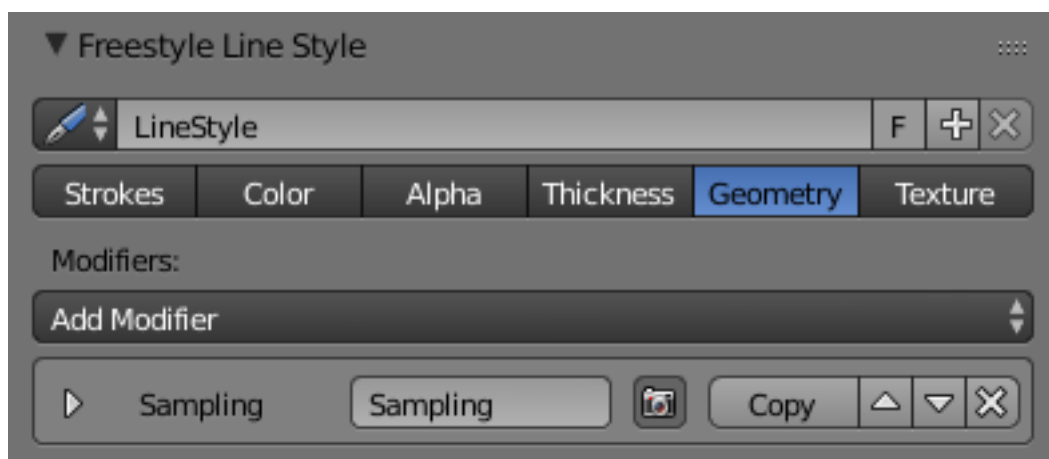 Freestyle Line Style
LineStyle F
Strokes Color Alpha Thickness Geometry Texture
Modifiers:
Add Modifier
Sampling Sampling Copy